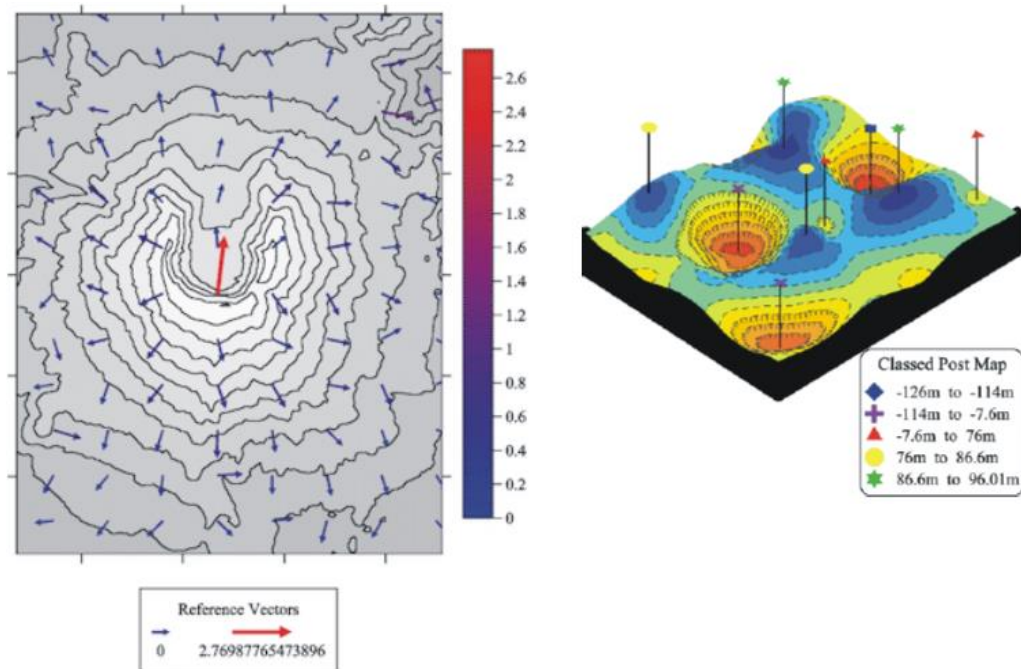 2.6
2.4
2.2
2
1.8
1.6
1.4
1.2
1
0.8
0.6
0.4
0.2
0
Reference Vectors
0 2.76987765473896
Classed Post Map
-126m to -114m
-114m to -7.6m
-7.6m to 76m
76m to 86.6m
86.6m to 96.01m